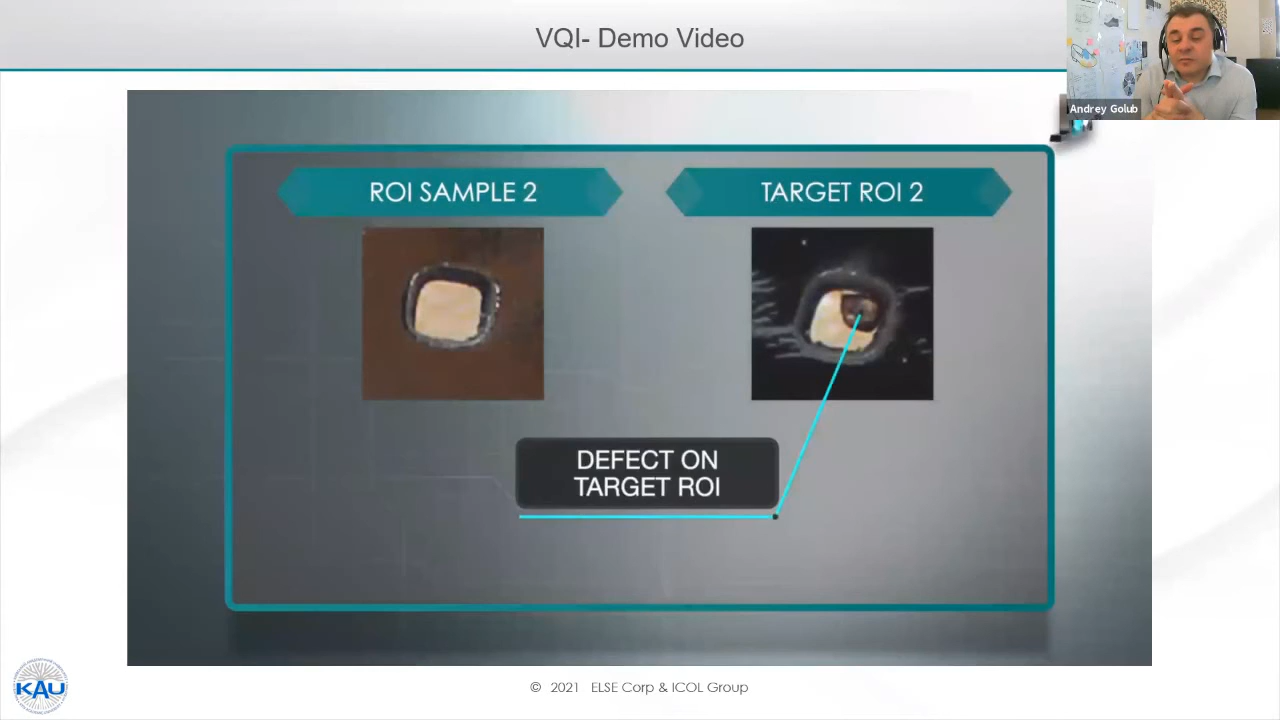 VQI- Demo Video
Andrey Golub
ROI SAMPLE 2
TARGET ROI 2
DEFECT ON
TARGET ROI
KAU
© 2021 ELSE Corp & ICOL Group